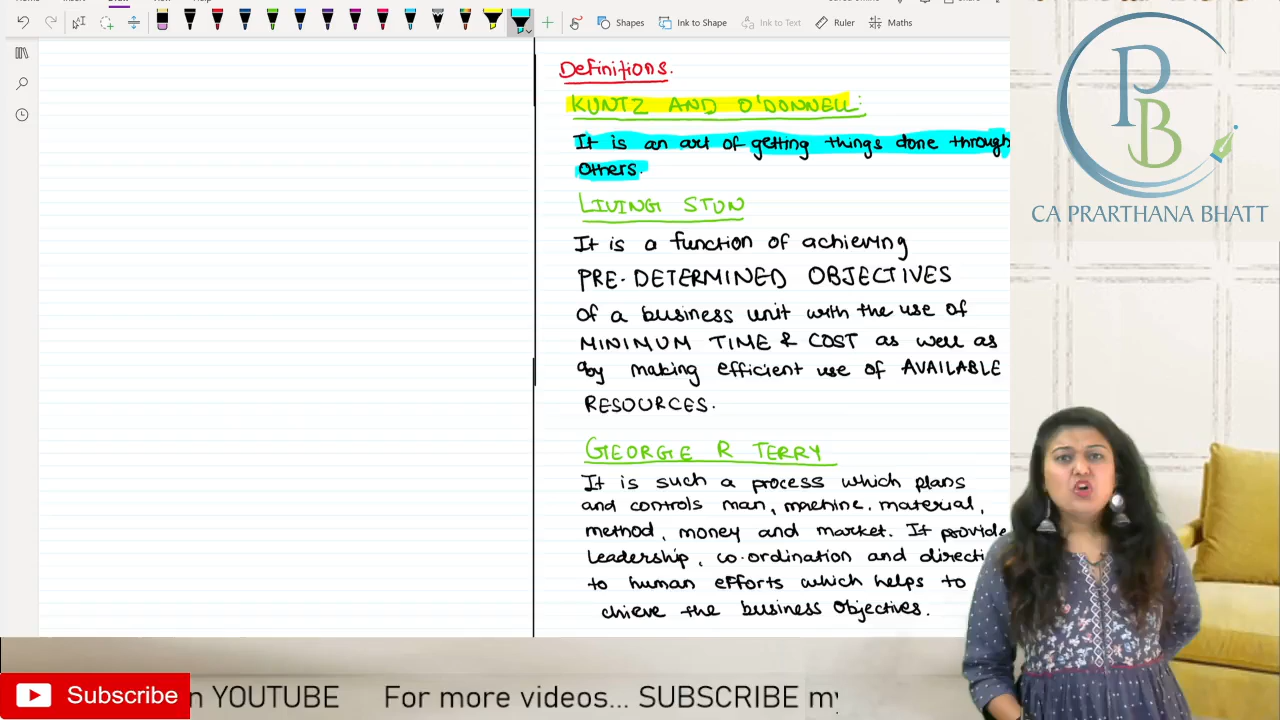 Shapes
Ink to Shape
Ink to Text
Ruler
Maths
Definitions.
KUNTZ AND O'DONNELL:
It is an art of getting things done through
others.
LIVING STON
It is a function of achieving
PRE-DETERMINED OBJECTIVES
of a business unit with the use of
MINIMUM TIME & COST as well as
by making efficient use of AVAILABLE
RESOURCES.
GEORGE R TERRY
It is such a process which plans
and controls man, machine, material,
method, money and market. It provide
leadership, co-ordination and directi
to human efforts which helps to
chieve the business objectives.
PB
CA PRARTHANA BHATT
Subscribe
n YOUTUBE For more videos... SUBSCRIBE my